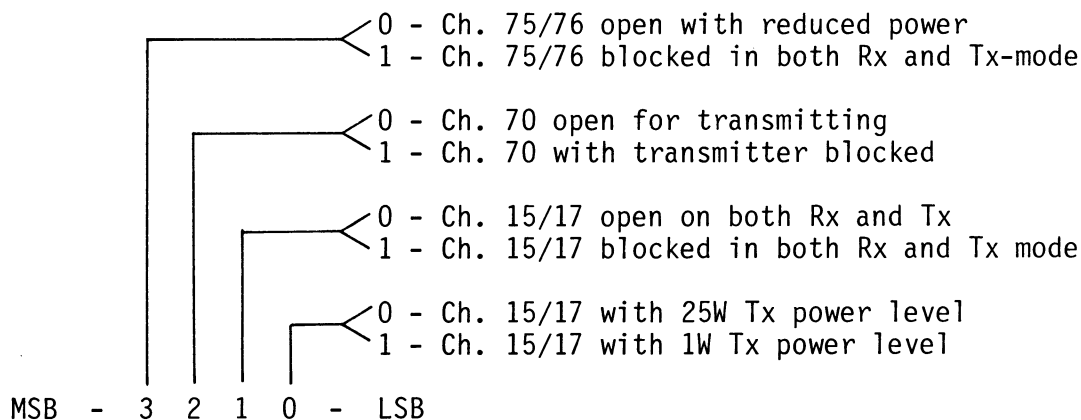 0 - Ch. 75/76 open with reduced power
1 - Ch. 75/76 blocked in both Rx and Tx-mode
0 - Ch. 70 open for transmitting
1 - Ch. 70 with transmitter blocked
0 - Ch. 15/17 open on both Rx and Tx
1 - Ch. 15/17 blocked in both Rx and Tx mode
0 - Ch. 15/17 with 25W Tx power level
1 - Ch. 15/17 with 1W Tx power level
MSB - 3 2 1 0 - LSB